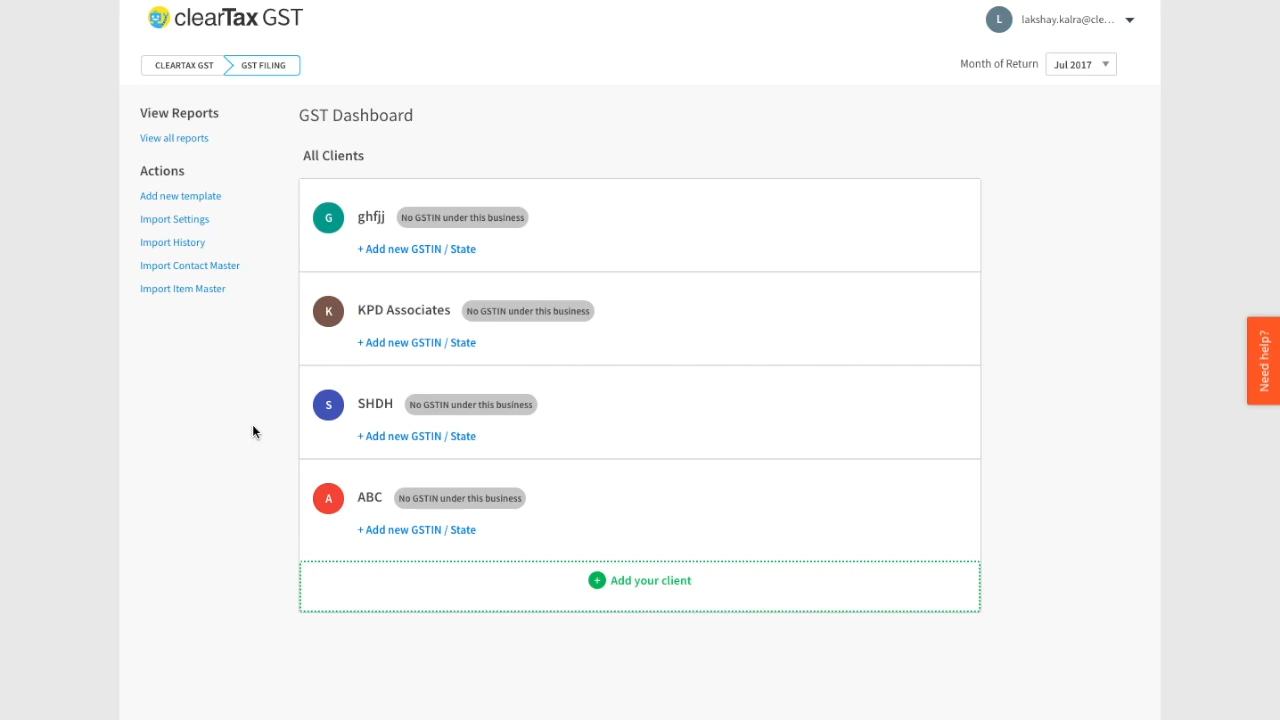 clearTax GST
L
lakshay.kalra@cle...
CLEARTAX GST
GST FILING
Month of Return
Jul 2017
View Reports
View all reports
Actions
Add new template
Import Settings
Import History
Import Contact Master
Import Item Master
GST Dashboard
All Clients
G
ghfjj
No GSTIN under this business
+ Add new GSTIN / State
K
KPD Associates
No GSTIN under this business
+ Add new GSTIN / State
S
SHDH
No GSTIN under this business
+ Add new GSTIN / State
A
ABC
No GSTIN under this business
+ Add new GSTIN / State
+ Add your client
Need help?